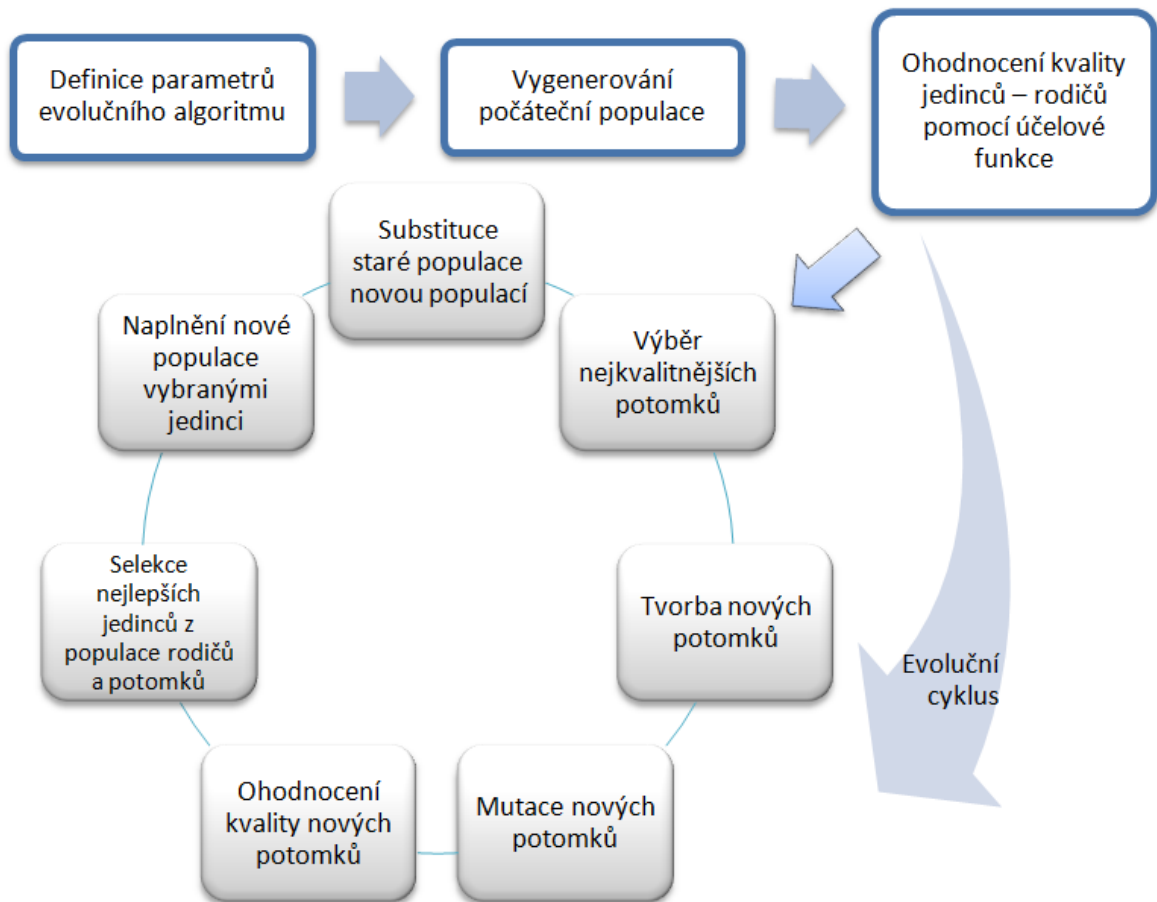 Definice parametrů
evolučního algoritmu
Vygenerování
počáteční populace
Ohodnocení kvality
jedinců – rodičů
pomocí účelové
funkce
Substituce
staré populace
novou populací
Výběr
nejkvalitnějších
potomků
Tvorba nových
potomků
Mutace nových
potomků
Ohodnocení
kvality nových
potomků
Selekce
nejlepších
jedinců z
populace rodičů
a potomků
Naplnění nové
populace
vybranými
jedinci
Evoluční
cyklus